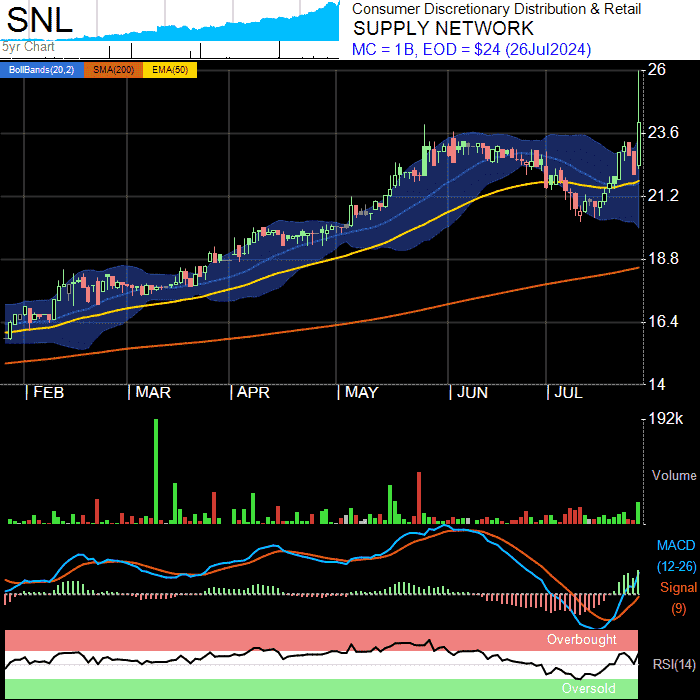 SNL
5yr Chart
Consumer Discretionary Distribution & Retail
SUPPLY NETWORK
MC = 1B, EOD = $24 (26Jul2024)
BollBands(20,2) SMA(200) EMA(50)
26
23.6
21.2
18.8
16.4
14
FEB MAR APR MAY JUN JUL
192k
Volume
MACD
(12-26)
Signal
(9)
Overbought
RSI(14)
Oversold